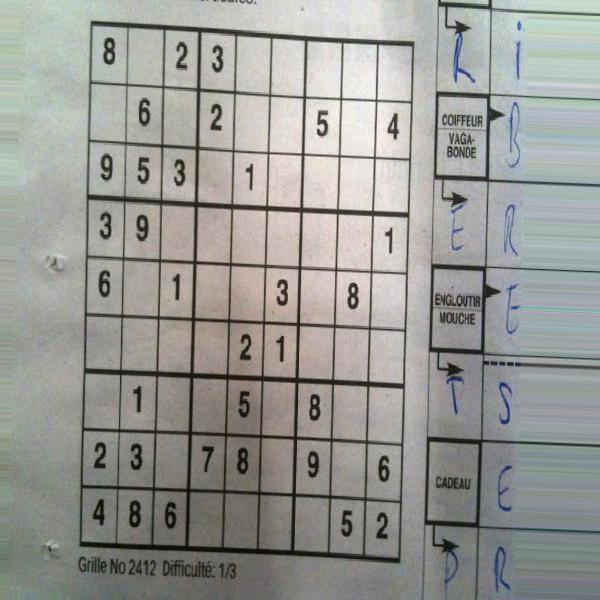 8 2 3
6 2 5 4
9 5 3 1
3 9 1
6 1 3 8
2 1
1 5 8
2 3 7 8 9 6
4 8 6 5 2
Grille No 2412 Difficulté: 1/3
R i
COIFFEUR
VAGA-
BONDE
B
E R
ENGLOUTIR
MOUCHE
E
T S
CADEAU
E
D R